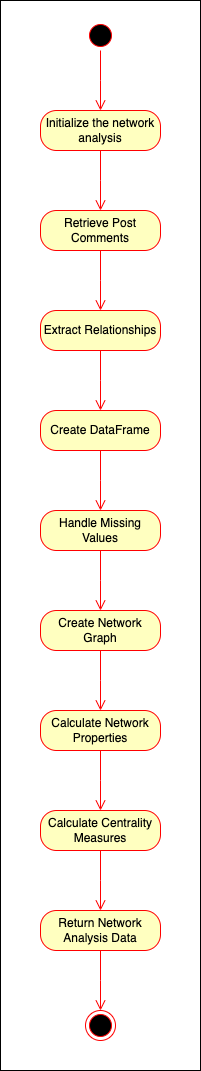 Initialize the network
analysis
Retrieve Post
Comments
Extract Relationships
Create DataFrame
Handle Missing
Values
Create Network
Graph
Calculate Network
Properties
Calculate Centrality
Measures
Return Network
Analysis Data